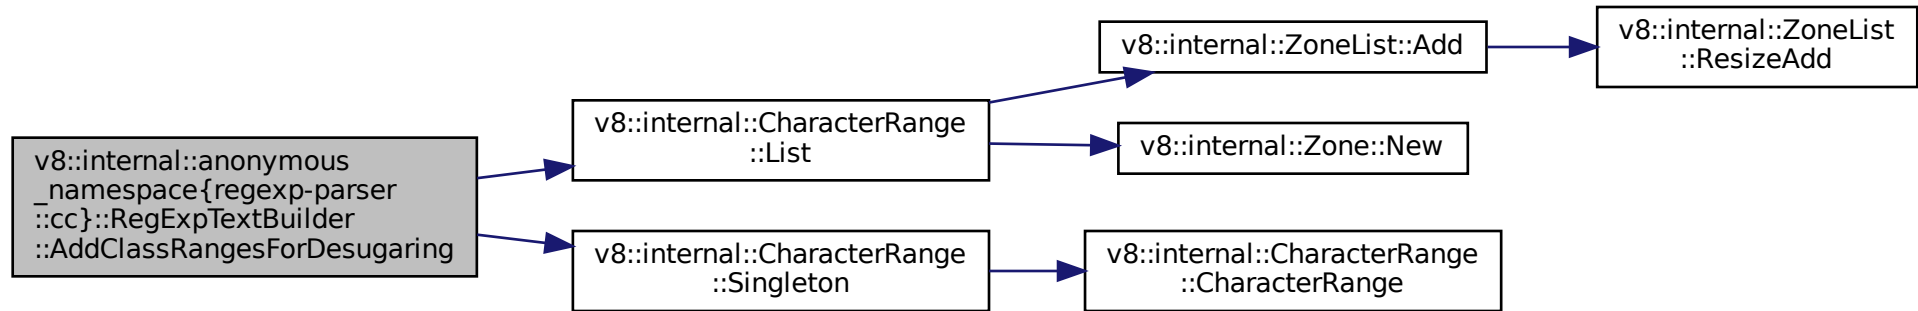 v8::internal::anonymous
_namespace{regexp-parser
::cc}::RegExpTextBuilder
::AddClassRangesForDesugaring
v8::internal::CharacterRange
::List
v8::internal::ZoneList::Add
v8::internal::ZoneList
::ResizeAdd
v8::internal::Zone::New
v8::internal::CharacterRange
::Singleton
v8::internal::CharacterRange
::CharacterRange